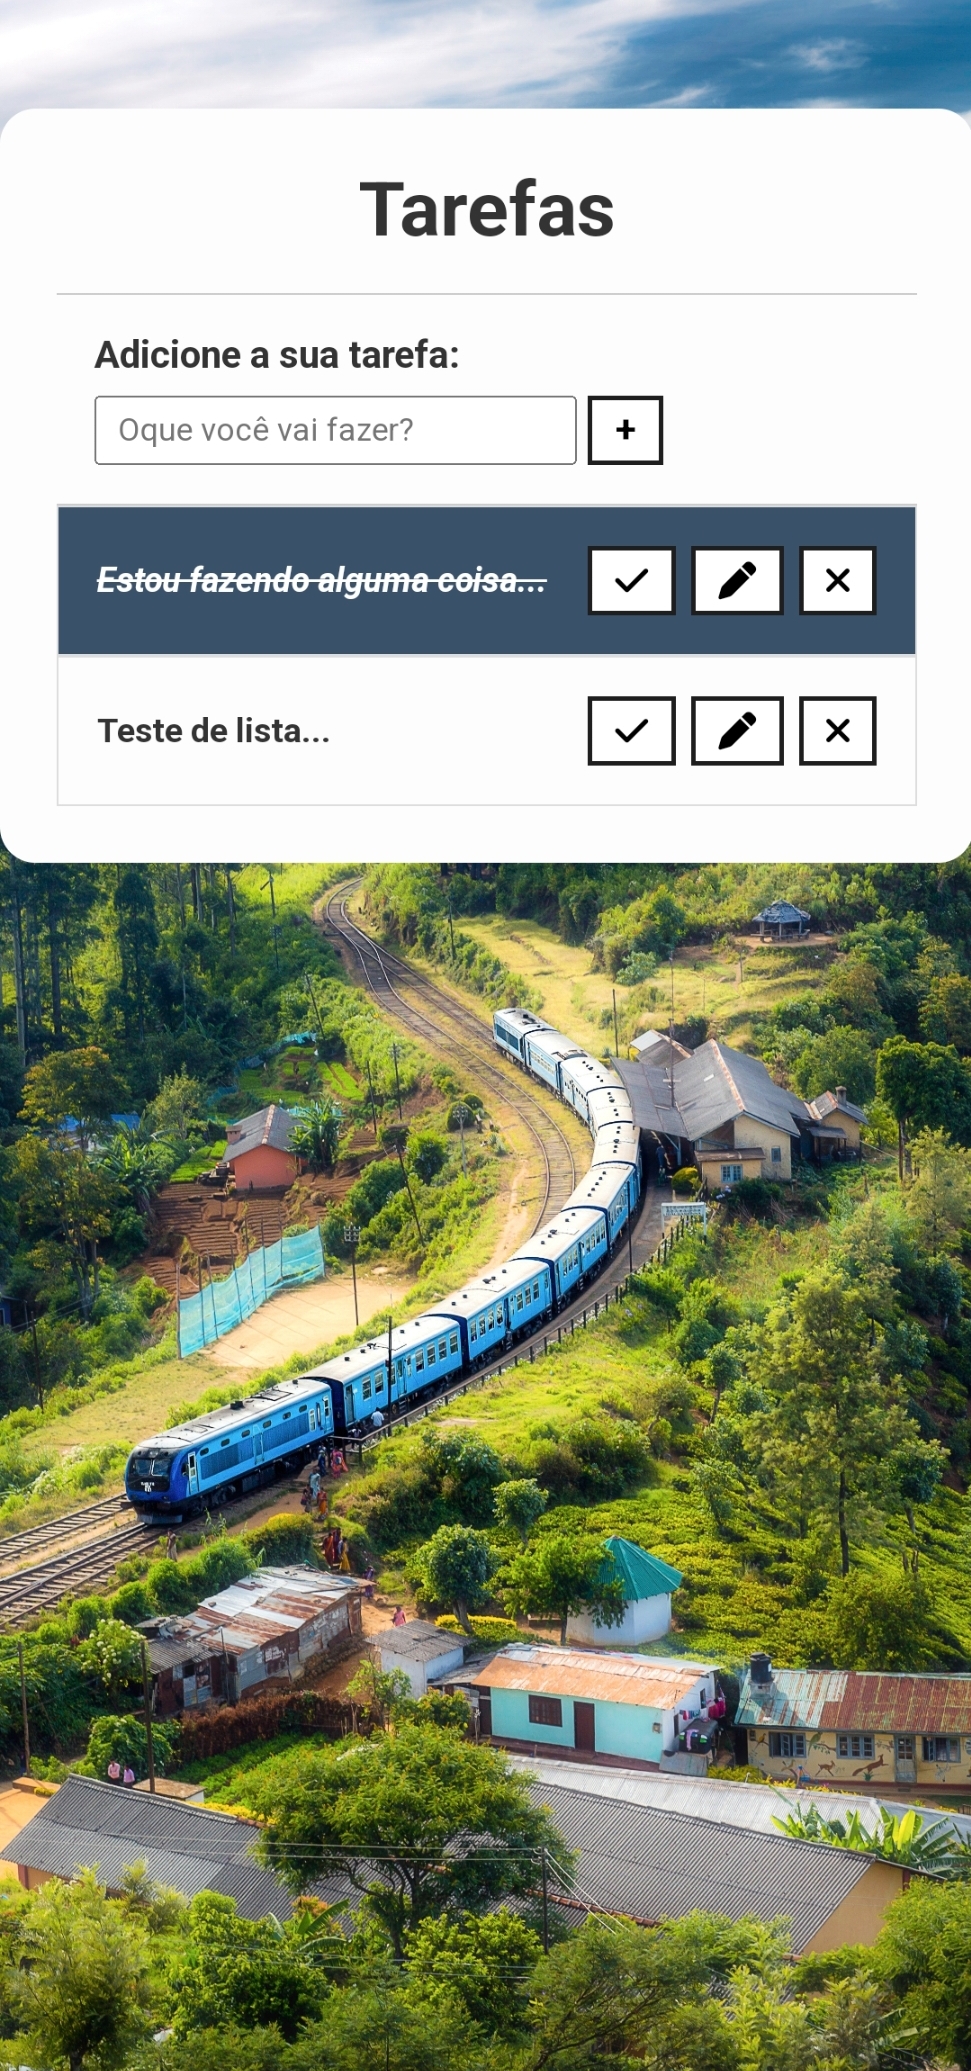 Tarefas
Adicione a sua tarefa:
Oque você vai fazer?
+
Estou fazendo alguma coisa...
Teste de lista...